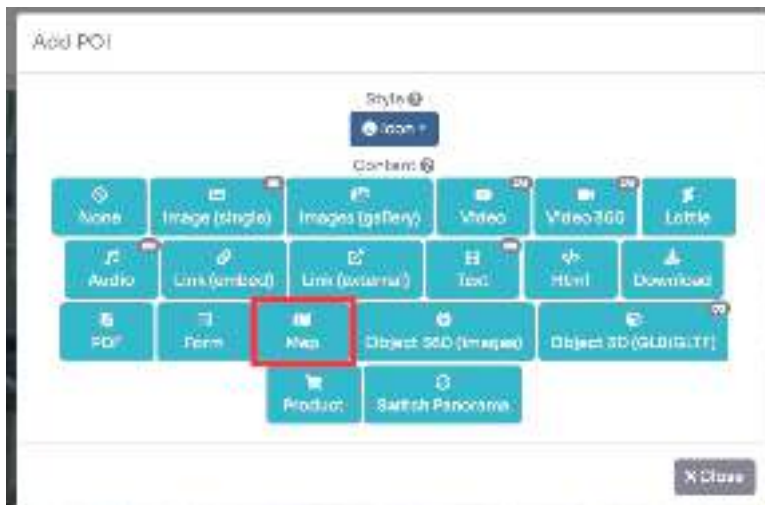 Add POI
Style
Icon
Content
None Image (single) Images (gallery) Video Video 360 Lottie
Audio Link (embed) Link (external) Text Html Download
PDF Form Map Object 360 (Images) Object 3D (GLB/GLTF)
Product Switch Panorama
X Close